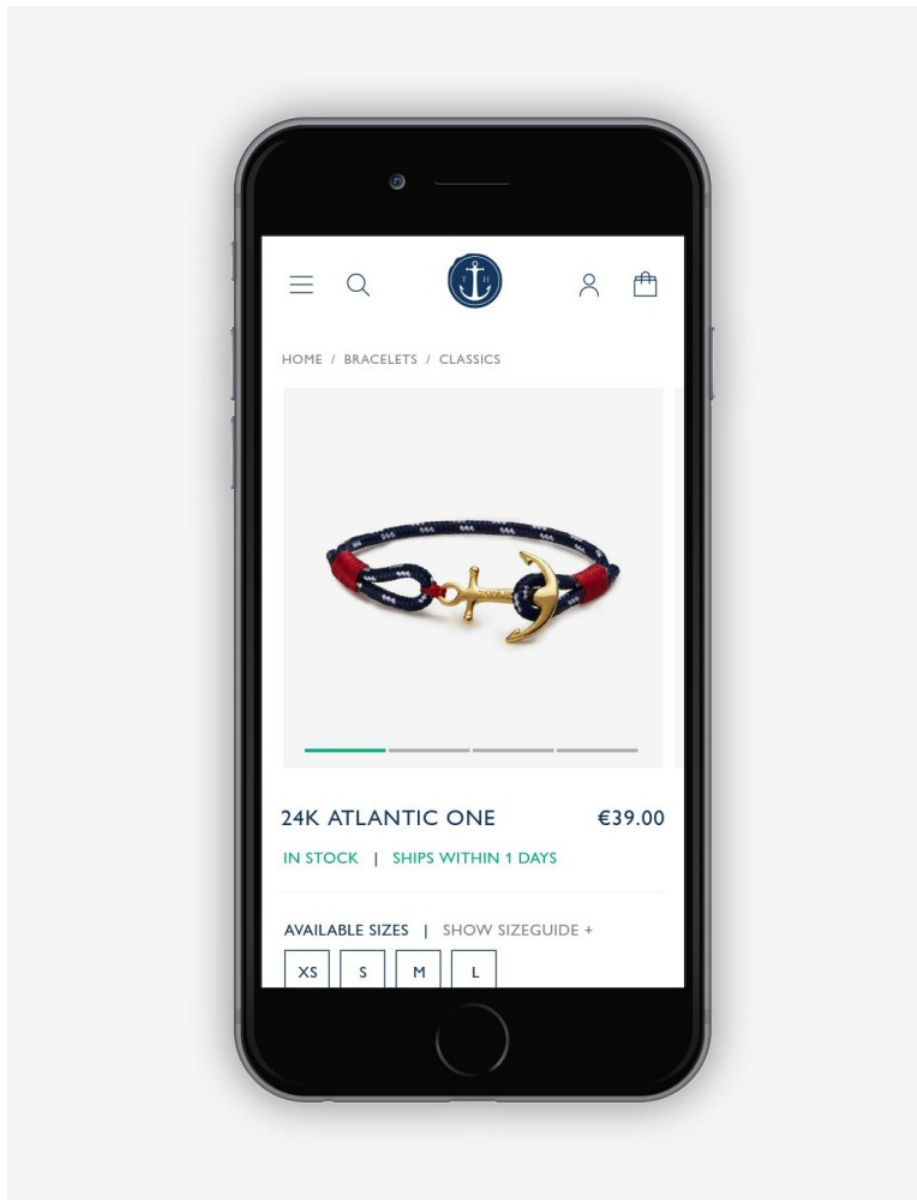 T H
HOME / BRACELETS / CLASSICS
24K ATLANTIC ONE €39.00
IN STOCK | SHIPS WITHIN 1 DAYS
AVAILABLE SIZES | SHOW SIZEGUIDE +
XS S M L